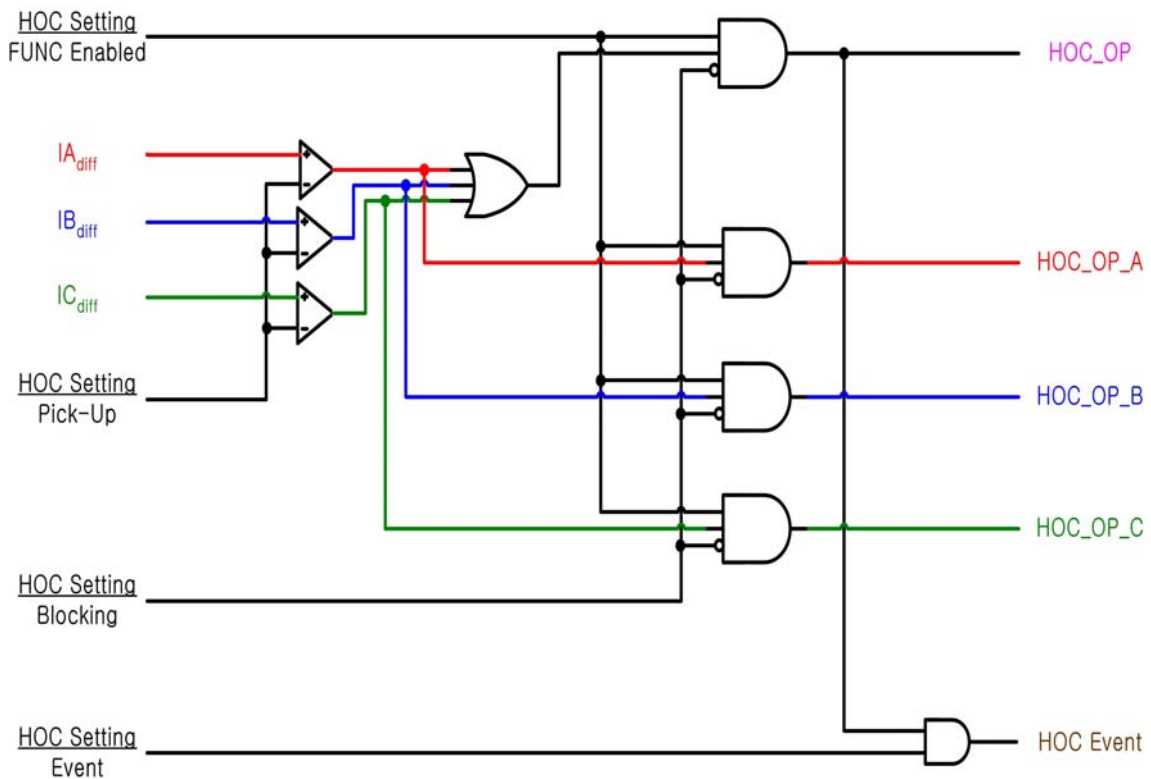 HOC Setting
FUNC Enabled
HOC_OP
IAdiff
+
-
IBdiff
+
-
HOC_OP_A
ICdiff
+
-
HOC Setting
Pick-Up
HOC_OP_B
HOC_OP_C
HOC Setting
Blocking
HOC Setting
Event
HOC Event